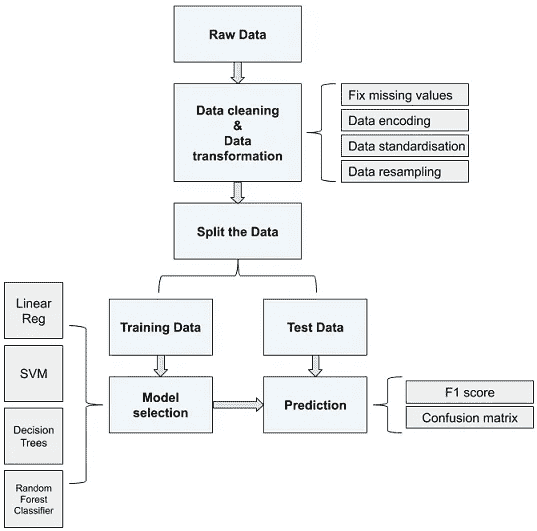 Raw Data
Data cleaning
&
Data
transformation
Fix missing values
Data encoding
Data standardisation
Data resampling
Split the Data
Training Data
Test Data
Linear
Reg
SVM
Decision
Trees
Random
Forest
Classifier
Model
selection
Prediction
F1 score
Confusion matrix